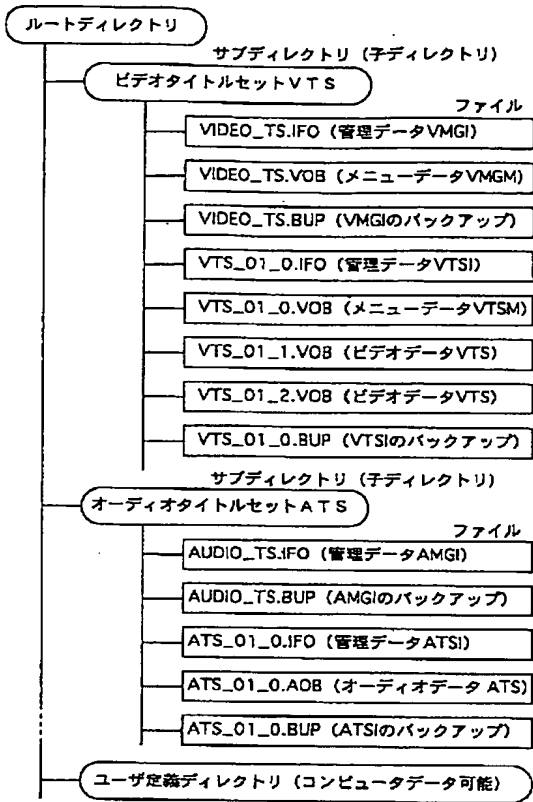 ルートディレクトリ
サブディレクトリ（子ディレクトリ）
ビデオタイトルセットVTS
ファイル
VIDEO_TS.IFO（管理データVMGI）
VIDEO_TS.VOB（メニューデータVMGM）
VIDEO_TS.BUP（VMGIのバックアップ）
VTS_01_0.IFO（管理データVTSI）
VTS_01_0.VOB（メニューデータVTSM）
VTS_01_1.VOB（ビデオデータVTS）
VTS_01_2.VOB（ビデオデータVTS）
VTS_01_0.BUP（VTSIのバックアップ）
サブディレクトリ（子ディレクトリ）
オーディオタイトルセットATS
ファイル
AUDIO_TS.IFO（管理データAMGI）
AUDIO_TS.BUP（AMGIのバックアップ）
ATS_01_0.IFO（管理データATSI）
ATS_01_0.AOB（オーディオデータ ATS）
ATS_01_0.BUP（ATSIのバックアップ）
ユーザ定義ディレクトリ（コンピュータデータ可能）